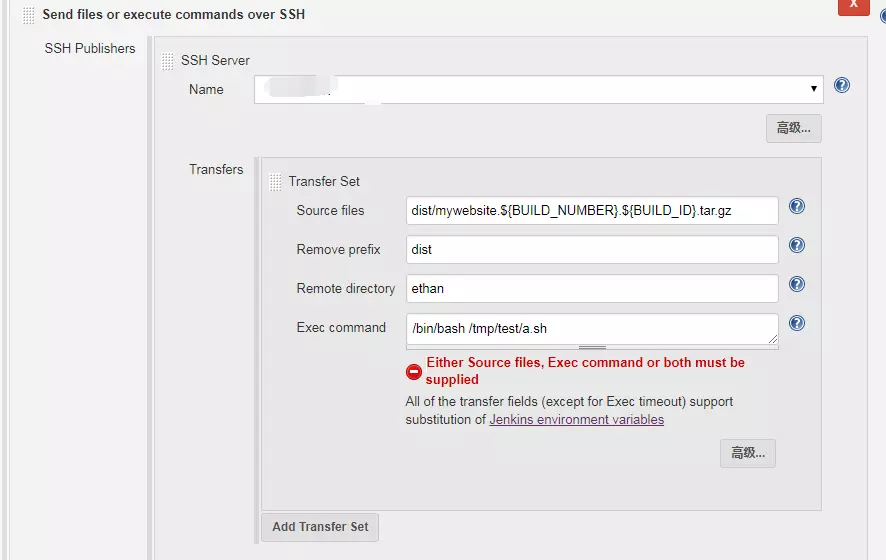 Send files or execute commands over SSH
X
SSH Publishers
SSH Server
Name
高级...
Transfers
Transfer Set
Source files
dist/mywebsite.${BUILD_NUMBER}.${BUILD_ID}.tar.gz
Remove prefix
dist
Remote directory
ethan
Exec command
/bin/bash /tmp/test/a.sh
Either Source files, Exec command or both must be
supplied
All of the transfer fields (except for Exec timeout) support
substitution of Jenkins environment variables
高级...
Add Transfer Set